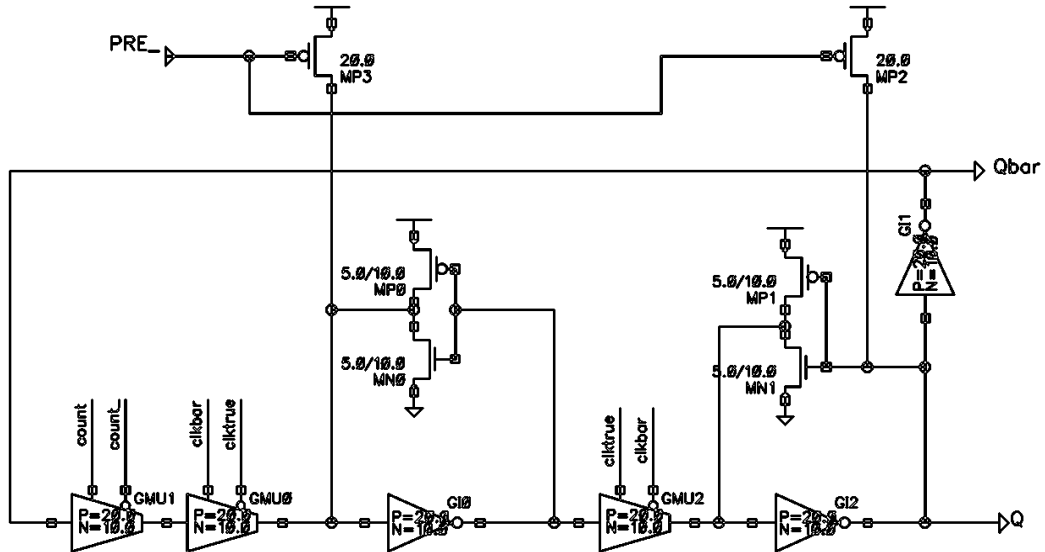 PRE_
20.0
MP3
20.0
MP2
Qbar
GI1
P=20.0
N=10.0
5.0/10.0
MP0
5.0/10.0
MP1
5.0/10.0
MN0
5.0/10.0
MN1
count
count_
clkbar
clktrue
clktrue
clkbar
GMU1
GMU0
GI0
GMU2
GI2
Q
P=20.0
N=10.0
P=20.0
N=10.0
P=20.0
N=10.0
P=20.0
N=10.0
P=20.0
N=10.0